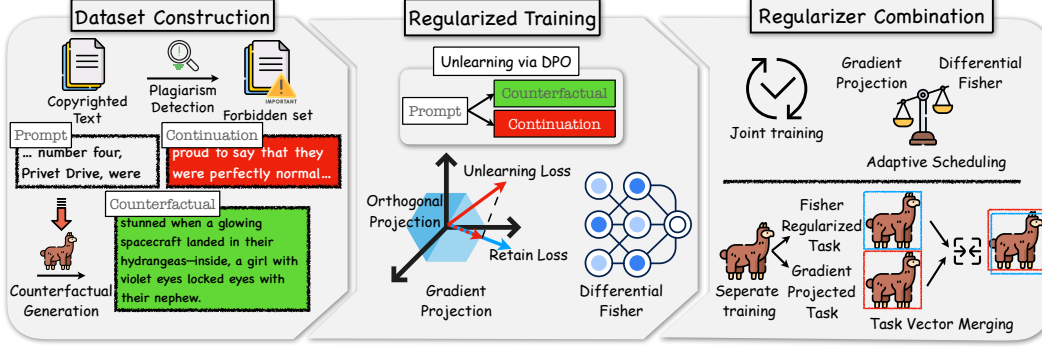 Dataset Construction
Copyrighted
Text
Plagiarism
Detection
IMPORTANT
Forbidden set
Prompt
... number four,
Privet Drive, were
Continuation
proud to say that they
were perfectly normal...
Counterfactual
stunned when a glowing
spacecraft landed in their
hydrangeas—inside, a girl with
violet eyes locked eyes with
their nephew.
Counterfactual
Generation
Regularized Training
Unlearning via DPO
Prompt
Counterfactual
Continuation
Orthogonal
Projection
Unlearning Loss
Retain Loss
Gradient
Projection
Differential
Fisher
Regularizer Combination
Joint training
Gradient
Projection
Differential
Fisher
Adaptive Scheduling
Seperate
training
Fisher
Regularized
Task
Gradient
Projected
Task
Task Vector Merging